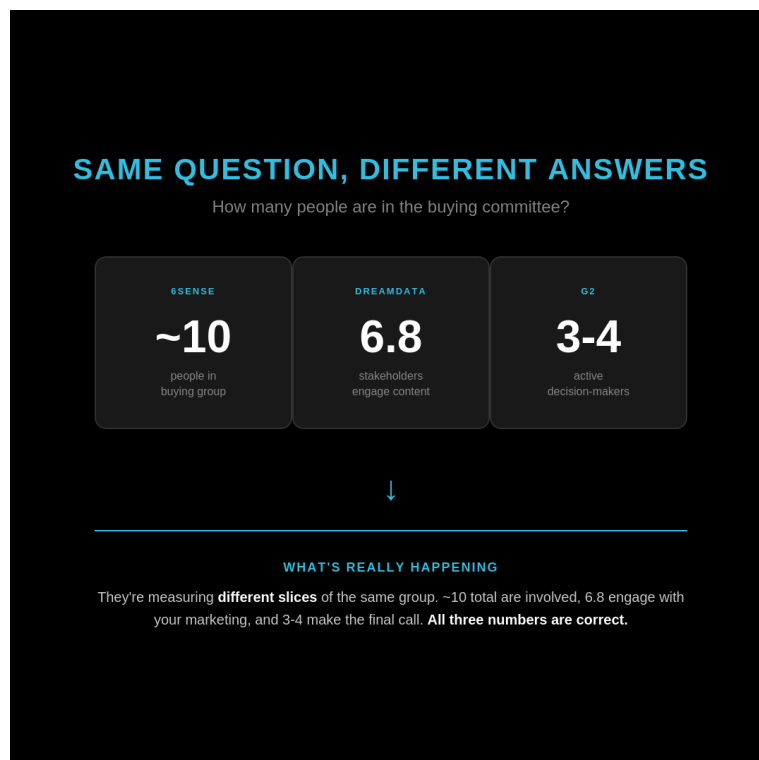 SAME QUESTION, DIFFERENT ANSWERS
How many people are in the buying committee?
6SENSE
~10
people in
buying group
DREAMDATA
6.8
stakeholders
engage content
G2
3-4
active
decision-makers
↓
WHAT'S REALLY HAPPENING
They're measuring different slices of the same group. ~10 total are involved, 6.8 engage with
your marketing, and 3-4 make the final call. All three numbers are correct.